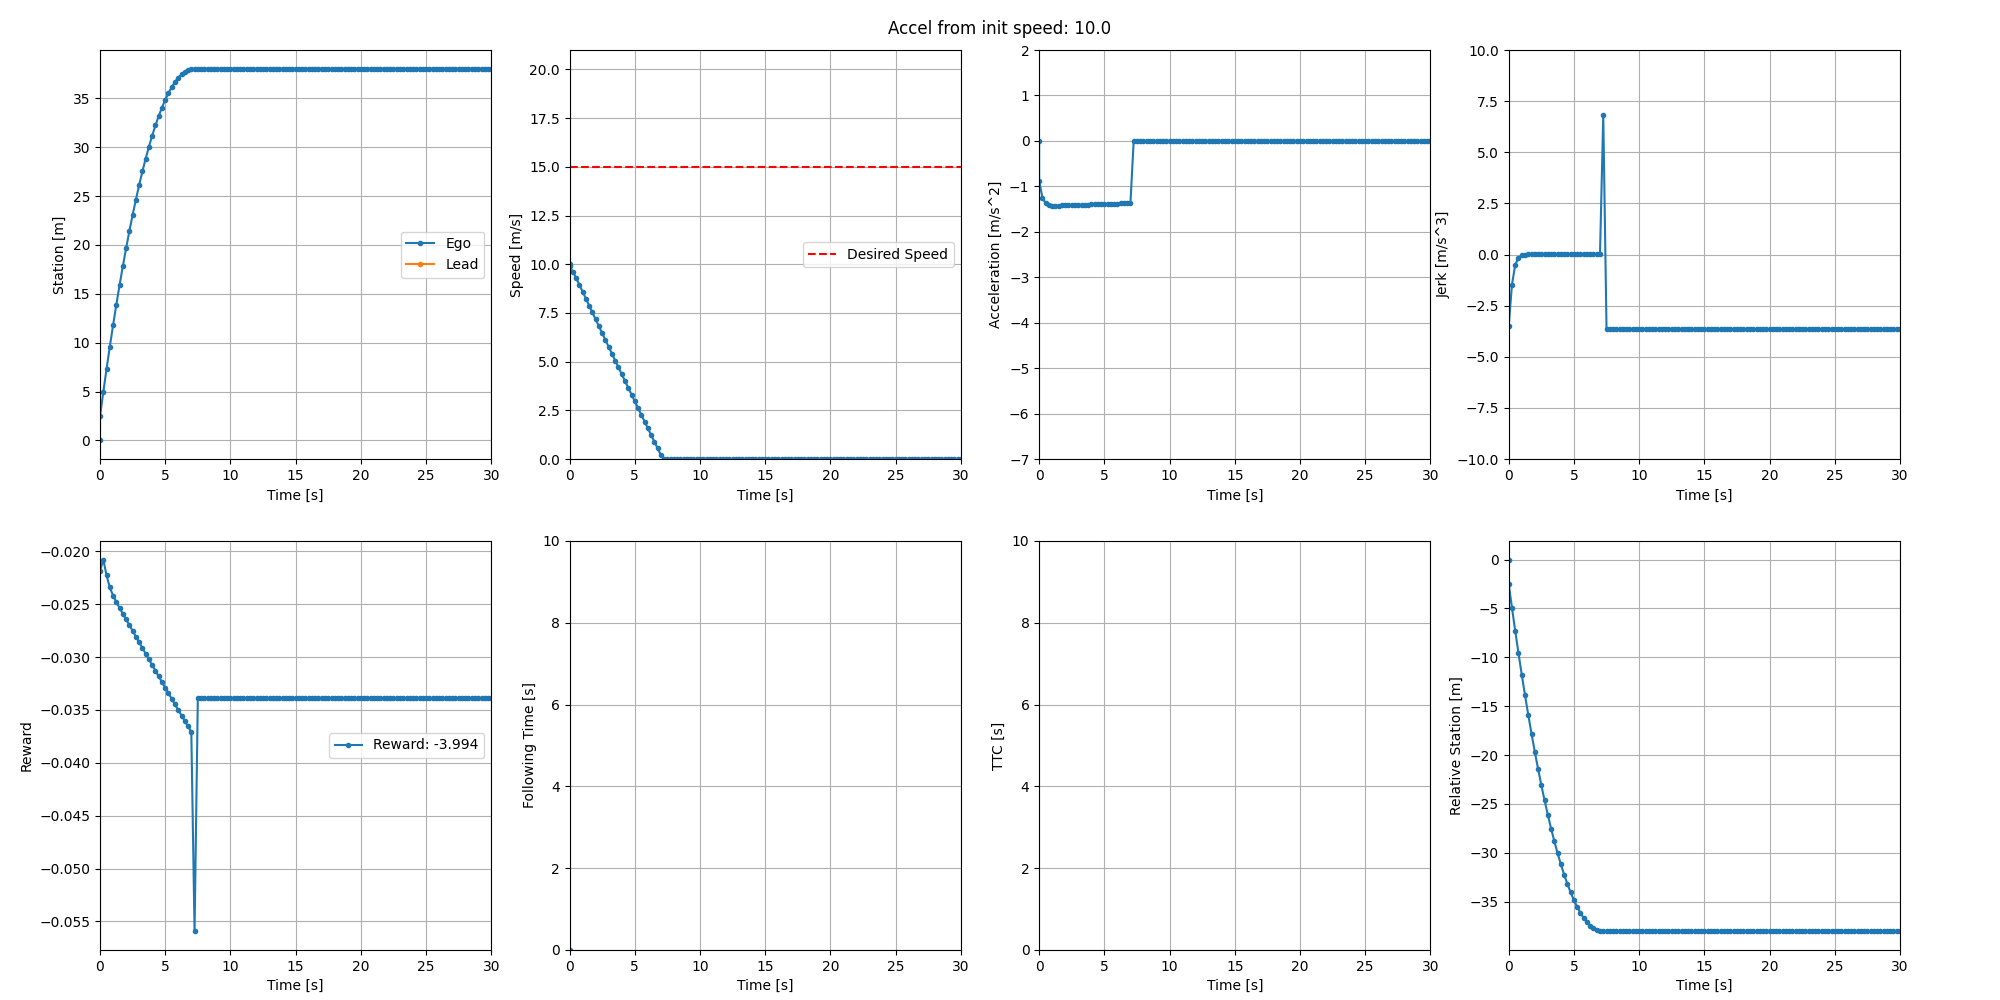 Accel from init speed: 10.0
Station [m]
35
30
25
20
15
10
5
0
Ego
Lead
0 5 10 15 20 25 30
Time [s]
Speed [m/s]
20.0
17.5
15.0
12.5
10.0
7.5
5.0
2.5
0.0
Desired Speed
0 5 10 15 20 25 30
Time [s]
Acceleration [m/s^2]
2
1
0
−1
−2
−3
−4
−5
−6
−7
0 5 10 15 20 25 30
Time [s]
Jerk [m/s^3]
10.0
7.5
5.0
2.5
0.0
−2.5
−5.0
−7.5
−10.0
0 5 10 15 20 25 30
Time [s]
Reward
−0.020
−0.025
−0.030
−0.035
−0.040
−0.045
−0.050
−0.055
Reward: -3.994
0 5 10 15 20 25 30
Time [s]
Following Time [s]
10
8
6
4
2
0
0 5 10 15 20 25 30
Time [s]
TTC [s]
10
8
6
4
2
0
0 5 10 15 20 25 30
Time [s]
Relative Station [m]
0
−5
−10
−15
−20
−25
−30
−35
0 5 10 15 20 25 30
Time [s]